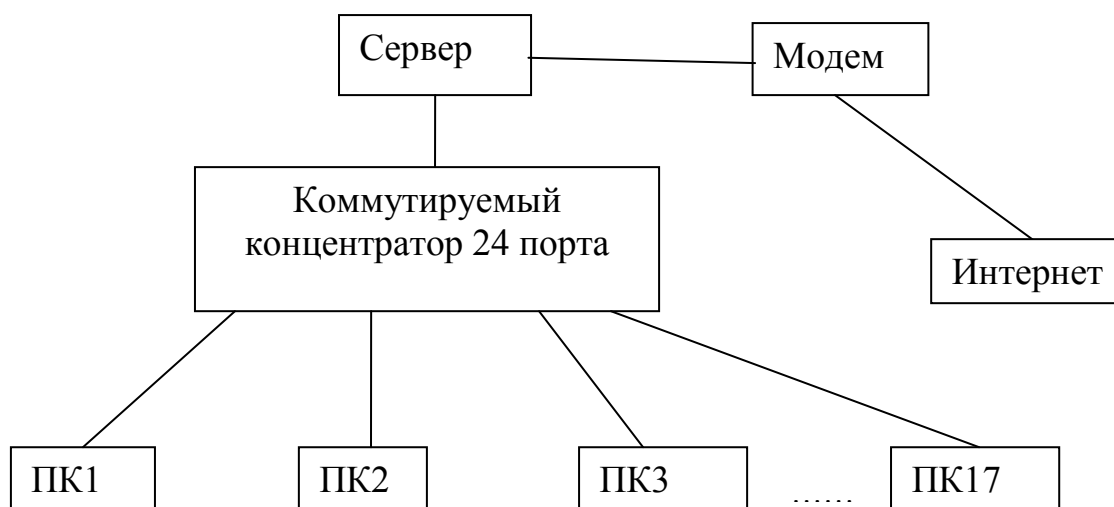 Сервер
Модем
Коммутируемый
концентратор 24 порта
Интернет
ПК1
ПК2
ПК3
......
ПК17